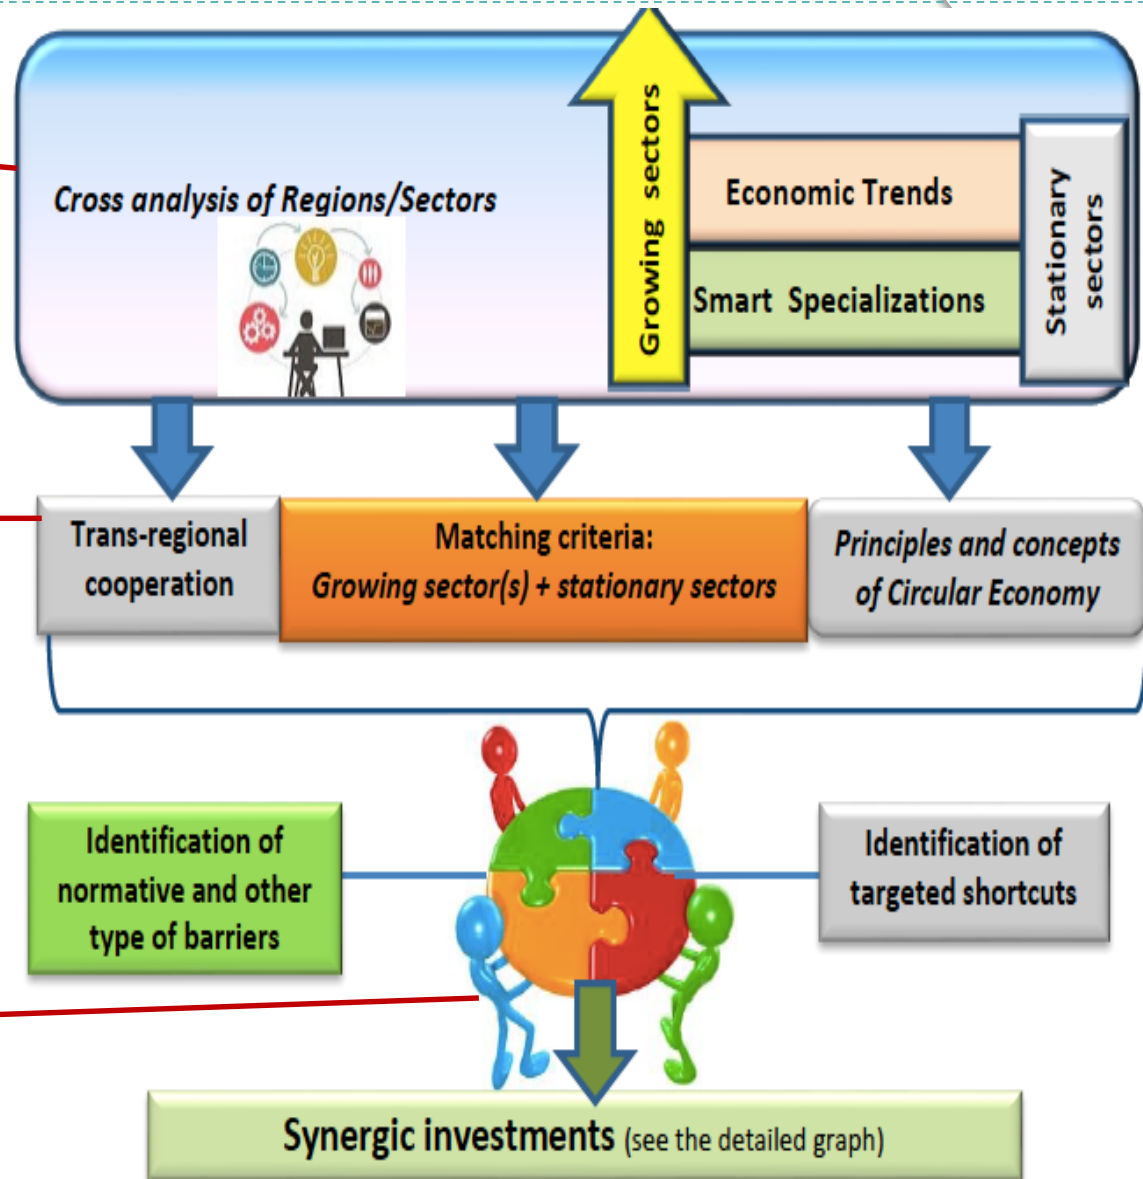 Cross analysis of Regions/Sectors
Growing sectors
Economic Trends
Smart Specializations
Stationary
sectors
Trans-regional
cooperation
Matching criteria:
Growing sector(s) + stationary sectors
Principles and concepts
of Circular Economy
Identification of
normative and other
type of barriers
Identification of
targeted shortcuts
Synergic investments (see the detailed graph)